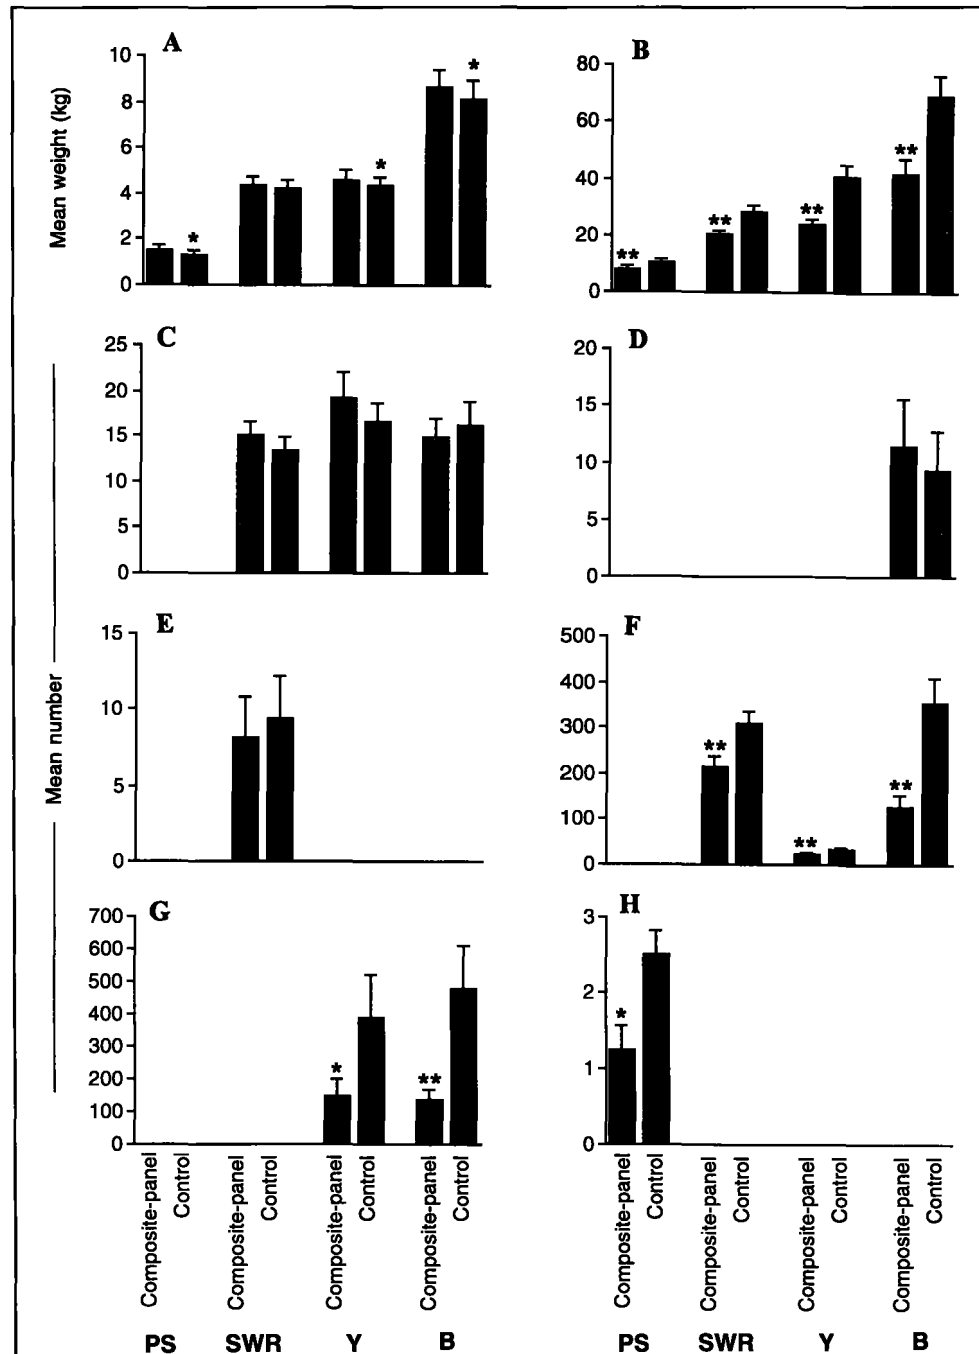 A
Mean weight (kg)
10
8
6
4
2
0
*
*
*
B
80
60
40
20
0
**
**
**
**
Mean number
C
25
20
15
10
5
0
D
20
15
10
5
0
E
15
10
5
0
F
500
400
300
200
100
0
**
**
**
G
700
600
500
400
300
200
100
0
*
**
H
3
2
1
0
*
Composite-panel
Control
Composite-panel
Control
Composite-panel
Control
Composite-panel
Control
PS SWR Y B
Composite-panel
Control
Composite-panel
Control
Composite-panel
Control
Composite-panel
Control
PS SWR Y B